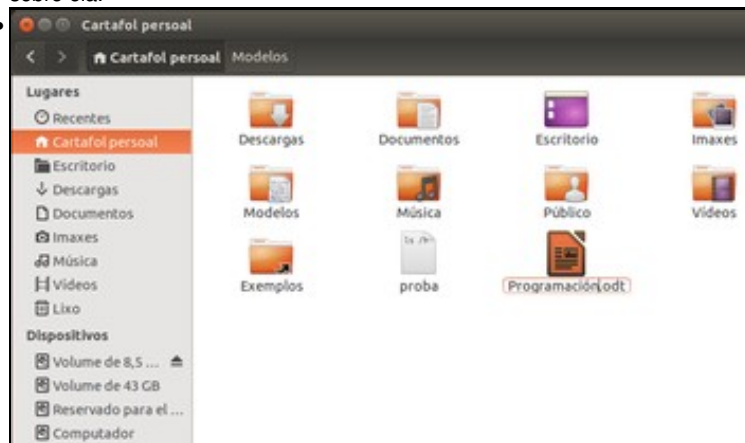 sobre ela.
Cartafol persoal
Cartafol persoal Modelos
Lugares
Recentes
Cartafol persoal
Escritorio
Descargas
Documentos
Imaxes
Música
Vídeos
Lixo
Dispositivos
Volume de 8,5 ...
Volume de 43 GB
Reservado para el ...
Computador
Descargas Documentos Escritorio Imaxes
Modelos Música Público Vídeos
Exemplos proba Programación.odt